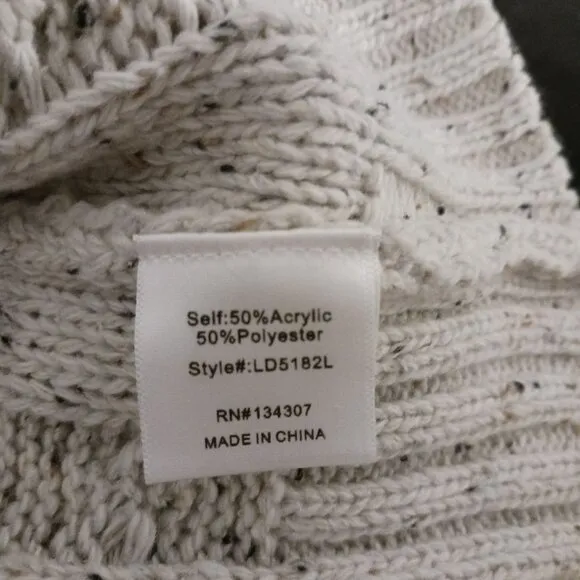 Self:50%Acrylic
50%Polyester
Style#:LD5182L
RN#134307
MADE IN CHINA